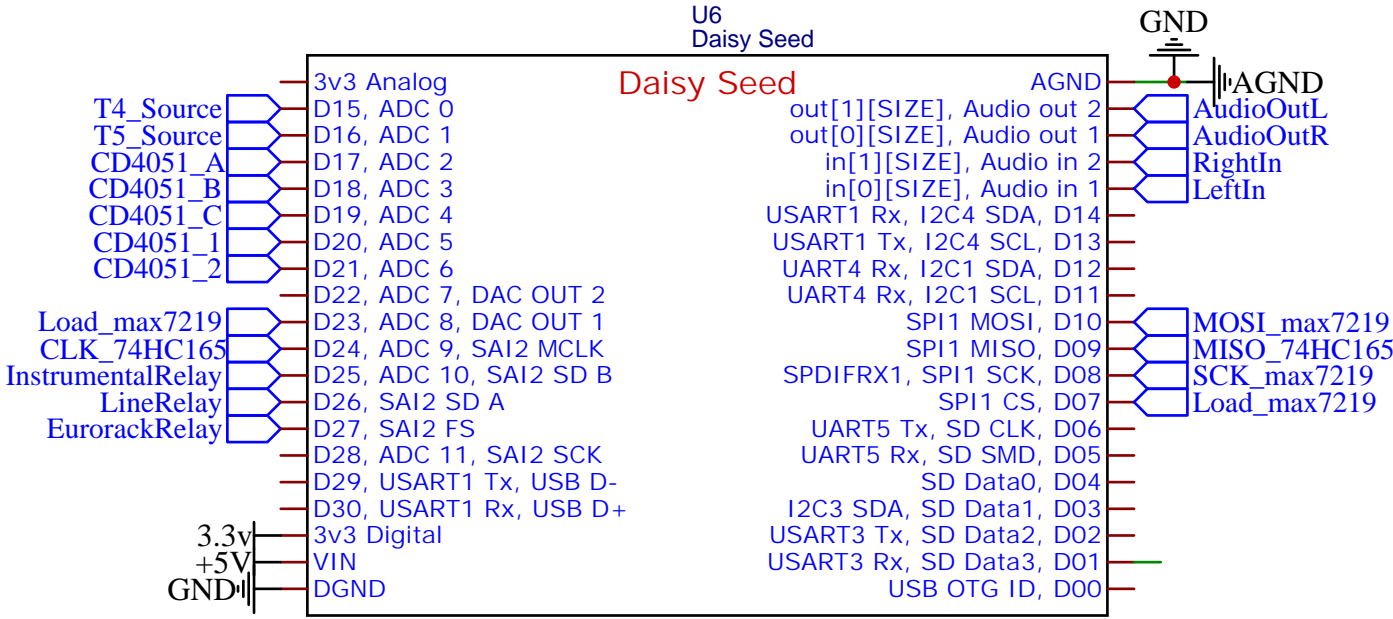 U6
Daisy Seed
GND
Daisy Seed
3v3 Analog
AGND
AGND
T4_Source
D15, ADC 0
out[1][SIZE], Audio out 2
AudioOutL
T5_Source
D16, ADC 1
out[0][SIZE], Audio out 1
AudioOutR
CD4051_A
D17, ADC 2
in[1][SIZE], Audio in 2
RightIn
CD4051_B
D18, ADC 3
in[0][SIZE], Audio in 1
LeftIn
CD4051_C
D19, ADC 4
USART1 Rx, I2C4 SDA, D14
CD4051_1
D20, ADC 5
USART1 Tx, I2C4 SCL, D13
CD4051_2
D21, ADC 6
UART4 Rx, I2C1 SDA, D12
D22, ADC 7, DAC OUT 2
UART4 Rx, I2C1 SCL, D11
Load_max7219
D23, ADC 8, DAC OUT 1
SPI1 MOSI, D10
MOSI_max7219
CLK_74HC165
D24, ADC 9, SAI2 MCLK
SPI1 MISO, D09
MISO_74HC165
InstrumentalRelay
D25, ADC 10, SAI2 SD B
SPDIFRX1, SPI1 SCK, D08
SCK_max7219
LineRelay
D26, SAI2 SD A
SPI1 CS, D07
Load_max7219
EurorackRelay
D27, SAI2 FS
UART5 Tx, SD CLK, D06
D28, ADC 11, SAI2 SCK
UART5 Rx, SD SMD, D05
D29, USART1 Tx, USB D-
SD Data0, D04
D30, USART1 Rx, USB D+
I2C3 SDA, SD Data1, D03
3.3v
3v3 Digital
USART3 Tx, SD Data2, D02
+5V
VIN
USART3 Rx, SD Data3, D01
GND
DGND
USB OTG ID, D00